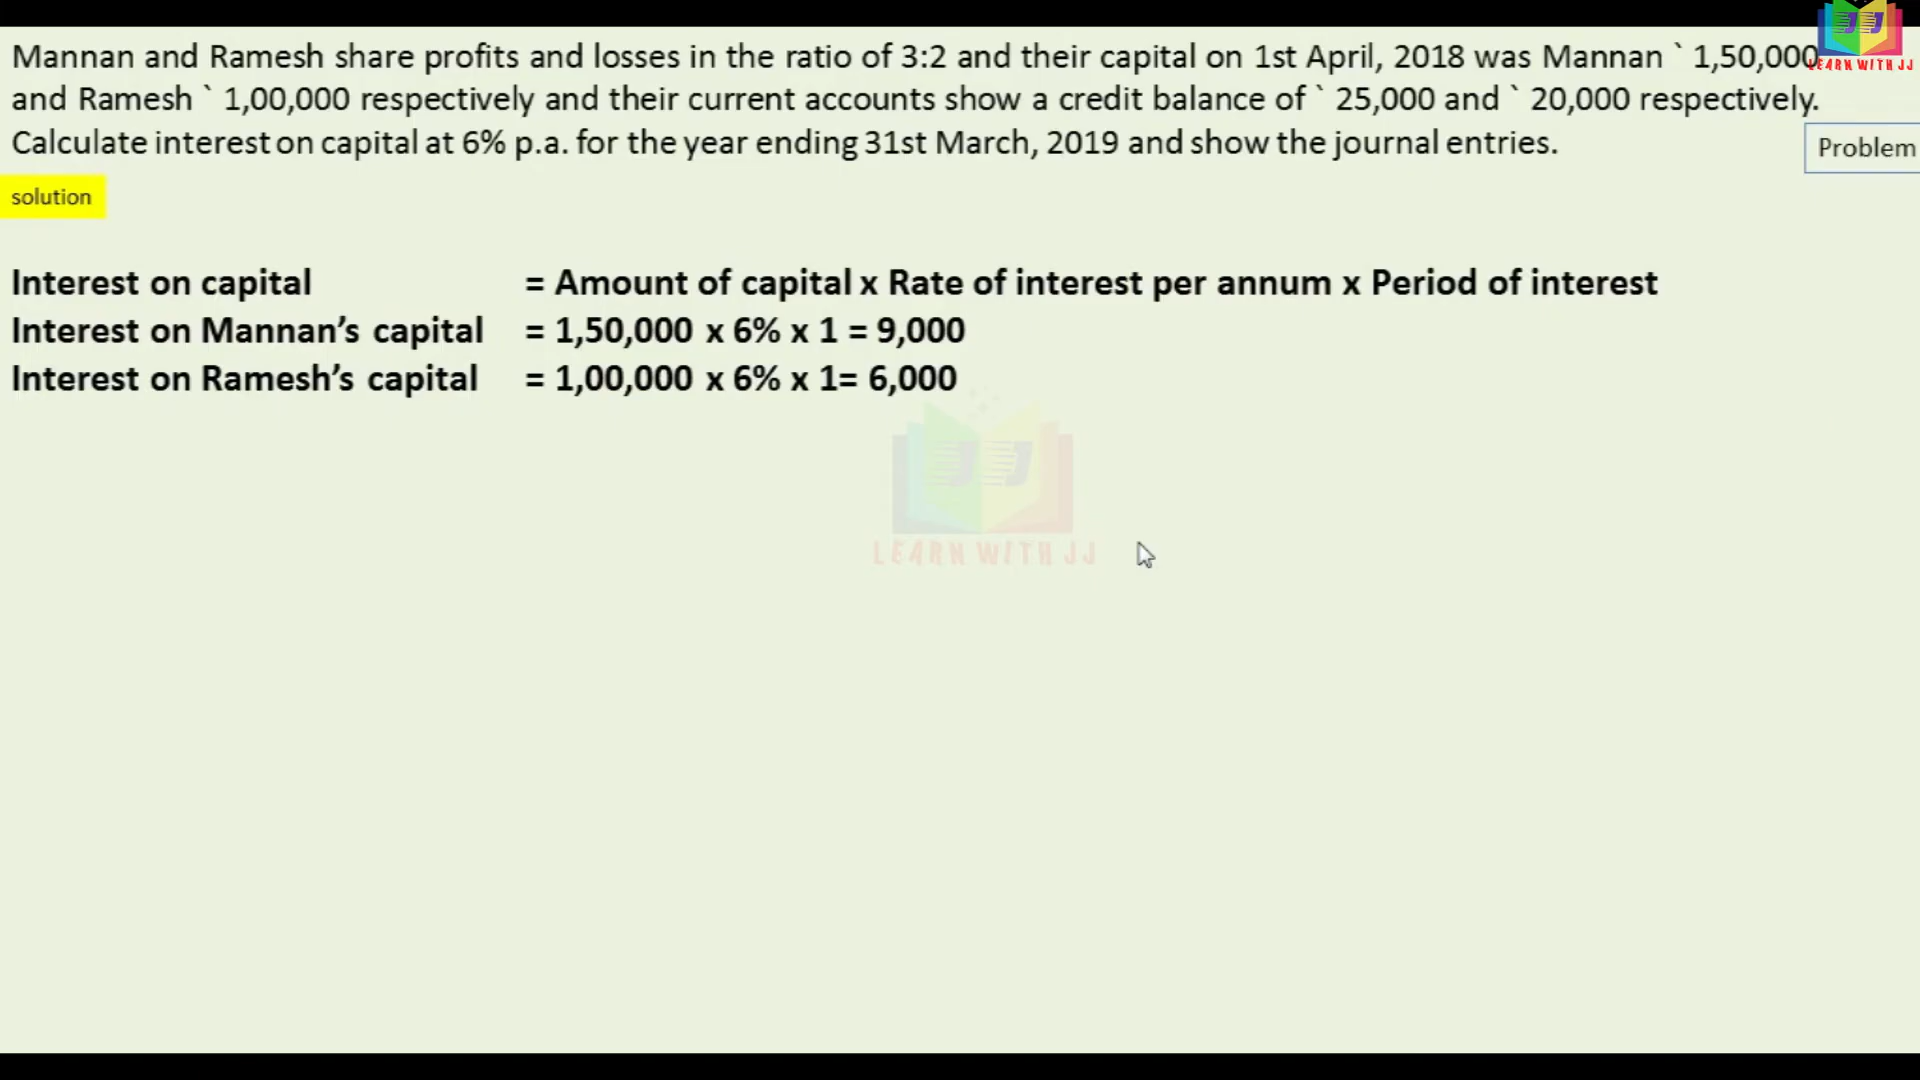 LEARN WITH JJ
Mannan and Ramesh share profits and losses in the ratio of 3:2 and their capital on 1st April, 2018 was Mannan ` 1,50,000
and Ramesh ` 1,00,000 respectively and their current accounts show a credit balance of ` 25,000 and ` 20,000 respectively.
Calculate interest on capital at 6% p.a. for the year ending 31st March, 2019 and show the journal entries.
Problem
solution
Interest on capital = Amount of capital x Rate of interest per annum x Period of interest
Interest on Mannan’s capital = 1,50,000 x 6% x 1 = 9,000
Interest on Ramesh’s capital = 1,00,000 x 6% x 1= 6,000
JJ
LEARN WITH JJ